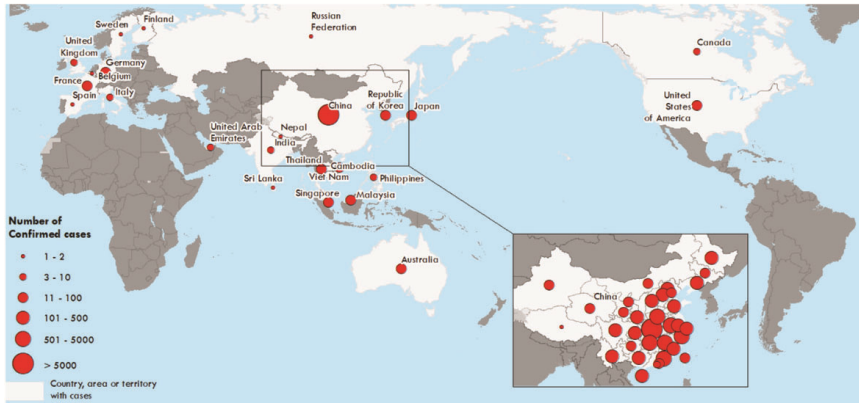 Russian
Federation
Sweden
Finland
United
Kingdom
Germany
Belgium
France
Spain
Italy
Canada
United
States
of America
Republic
of Korea
Japan
China
United Arab
Emirates
Nepal
India
Thailand
Cambodia
Viet Nam
Philippines
Sri Lanka
Singapore
Malaysia
Australia
China
Number of
Confirmed cases
1 - 2
3 - 10
11 - 100
101 - 500
501 - 5000
> 5000
Country, area or territory
with cases